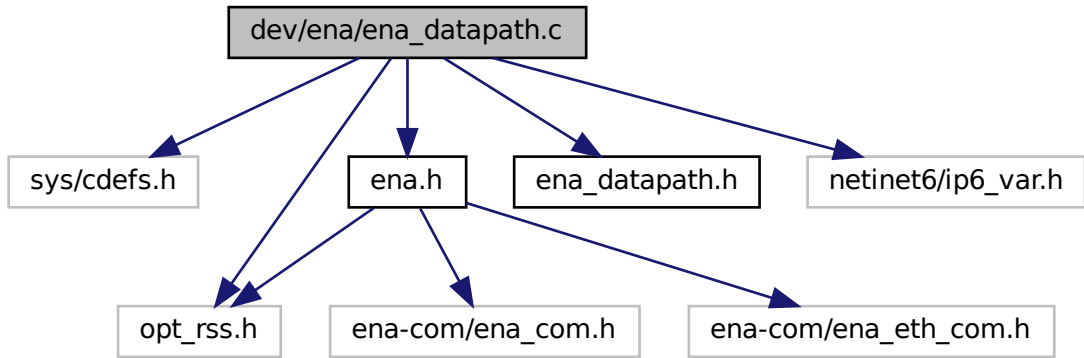 dev/ena/ena_datapath.c
sys/cdefs.h
ena.h
ena_datapath.h
netinet6/ip6_var.h
opt_rss.h
ena-com/ena_com.h
ena-com/ena_eth_com.h